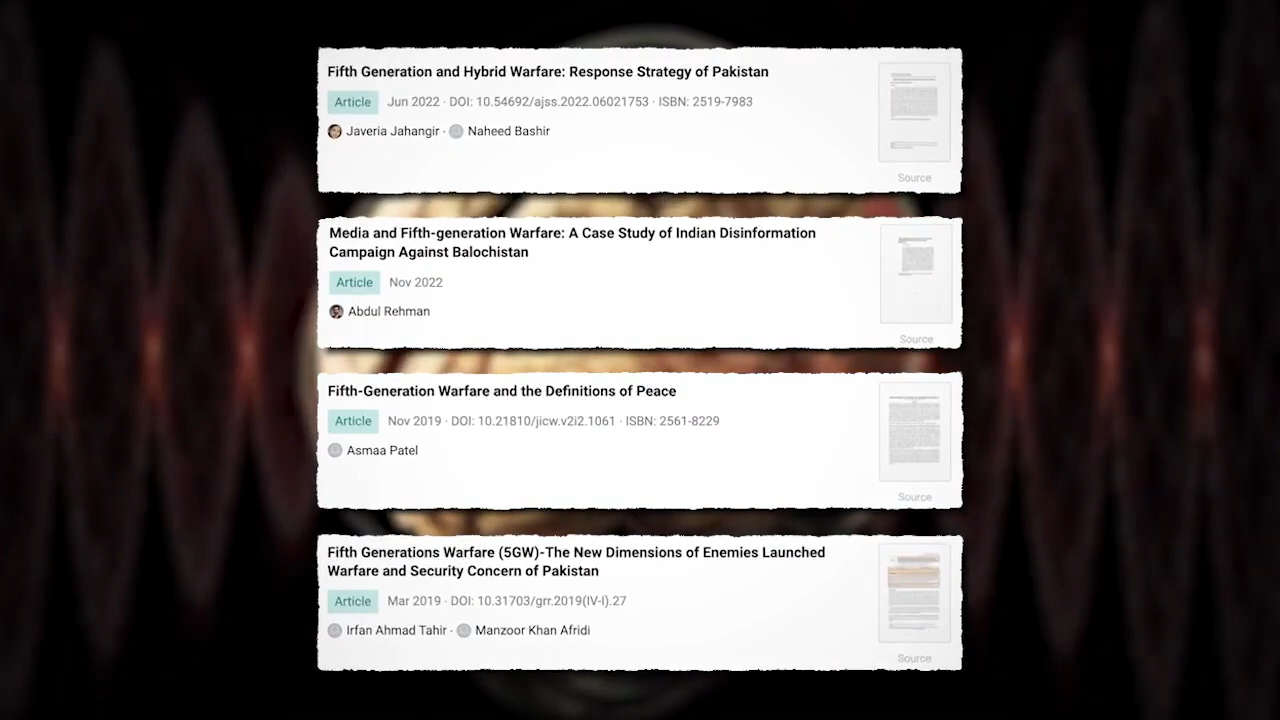 Fifth Generation and Hybrid Warfare: Response Strategy of Pakistan
Article Jun 2022 · DOI: 10.54692/ajss.2022.06021753 · ISBN: 2519-7983
Javeria Jahangir · Naheed Bashir
Source
Media and Fifth-generation Warfare: A Case Study of Indian Disinformation
Campaign Against Balochistan
Article Nov 2022
Abdul Rehman
Source
Fifth-Generation Warfare and the Definitions of Peace
Article Nov 2019 · DOI: 10.21810/jicw.v2i2.1061 · ISBN: 2561-8229
Asmaa Patel
Source
Fifth Generations Warfare (5GW)-The New Dimensions of Enemies Launched
Warfare and Security Concern of Pakistan
Article Mar 2019 · DOI: 10.31703/grr.2019(IV-I).27
Irfan Ahmad Tahir · Manzoor Khan Afridi
Source